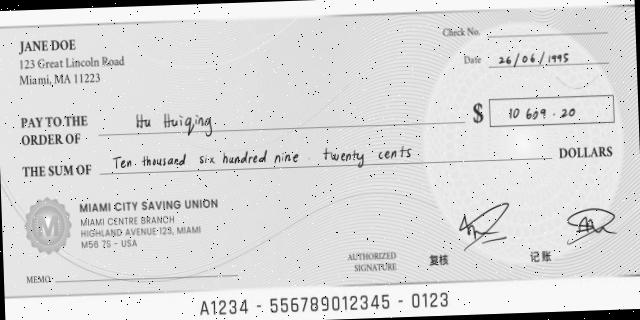 JANE DOE
123 Great Lincoln Road
Miami, MA 11223
Check No.
Date 26/06/1995
PAY TO THE
ORDER OF Hu Huiqing
$ 10 609.20
THE SUM OF Ten thousand six hundred nine twenty cents DOLLARS
MIAMI CITY SAVING UNION
MIAMI CENTRE BRANCH
HIGHLAND AVENUE 123, MIAMI
M56 7S - USA
M
AUTHORIZED
SIGNATURE
复核
记账
MEMO
A1234 - 556789012345 - 0123